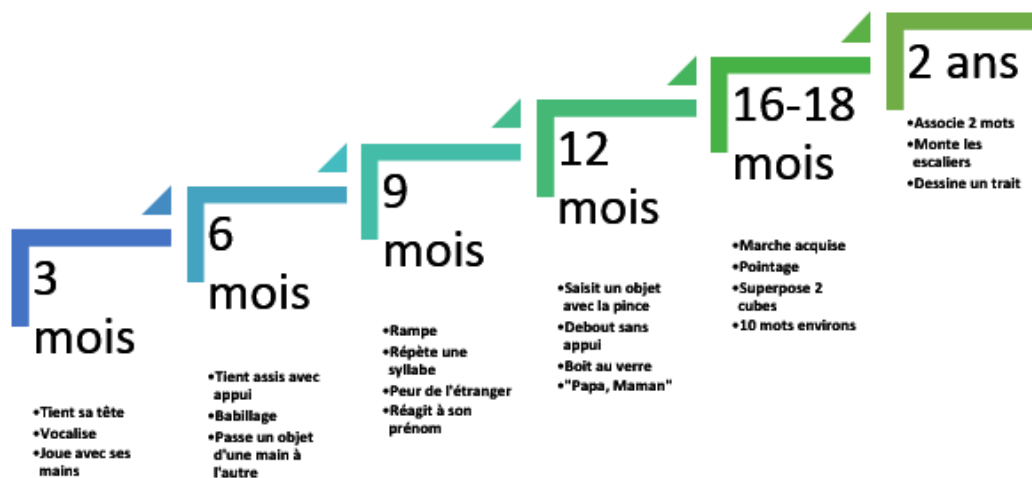 3
mois
•Tient sa tête
•Vocalise
•Joue avec ses
mains
6
mois
•Tient assis avec
appui
•Babillage
•Passe un objet
d'une main à
l'autre
9
mois
•Rampe
•Répète une
syllabe
•Peur de l'étranger
•Réagit à son
prénom
12
mois
•Saisit un objet
avec la pince
•Debout sans
appui
•Boit au verre
•"Papa, Maman"
16-18
mois
•Marche acquise
•Pointage
•Superpose 2
cubes
•10 mots environs
2 ans
•Associe 2 mots
•Monte les
escaliers
•Dessine un trait